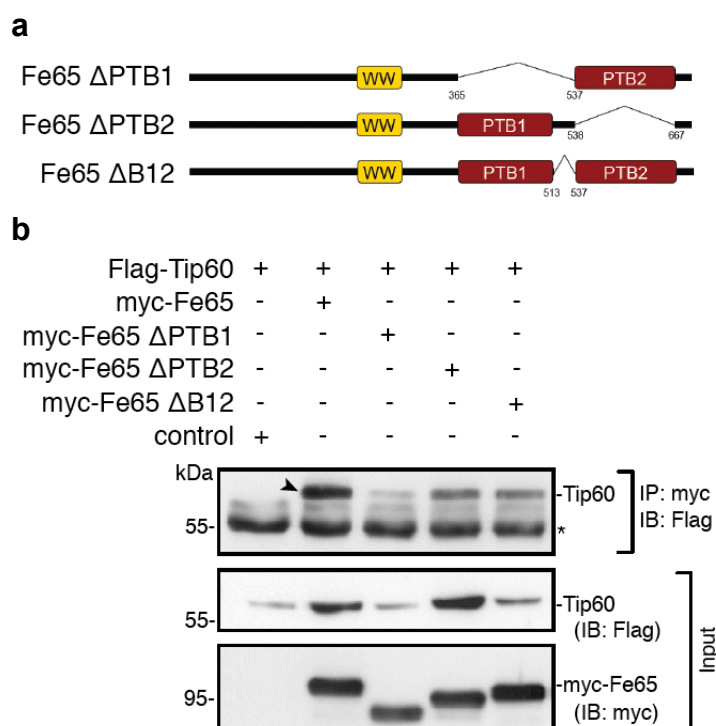 a
Fe65 ΔPTB1 WW PTB2
365 537
Fe65 ΔPTB2 WW PTB1
538 667
Fe65 ΔB12 WW PTB1 PTB2
513 537
b
Flag-Tip60 + + + + +
myc-Fe65 - + - - -
myc-Fe65 ΔPTB1 - - + - -
myc-Fe65 ΔPTB2 - - - + -
myc-Fe65 ΔB12 - - - - +
control + - - - -
kDa
-Tip60
IP: myc
IB: Flag
55-
*
-Tip60
(IB: Flag)
55-
Input
-myc-Fe65
(IB: myc)
95-